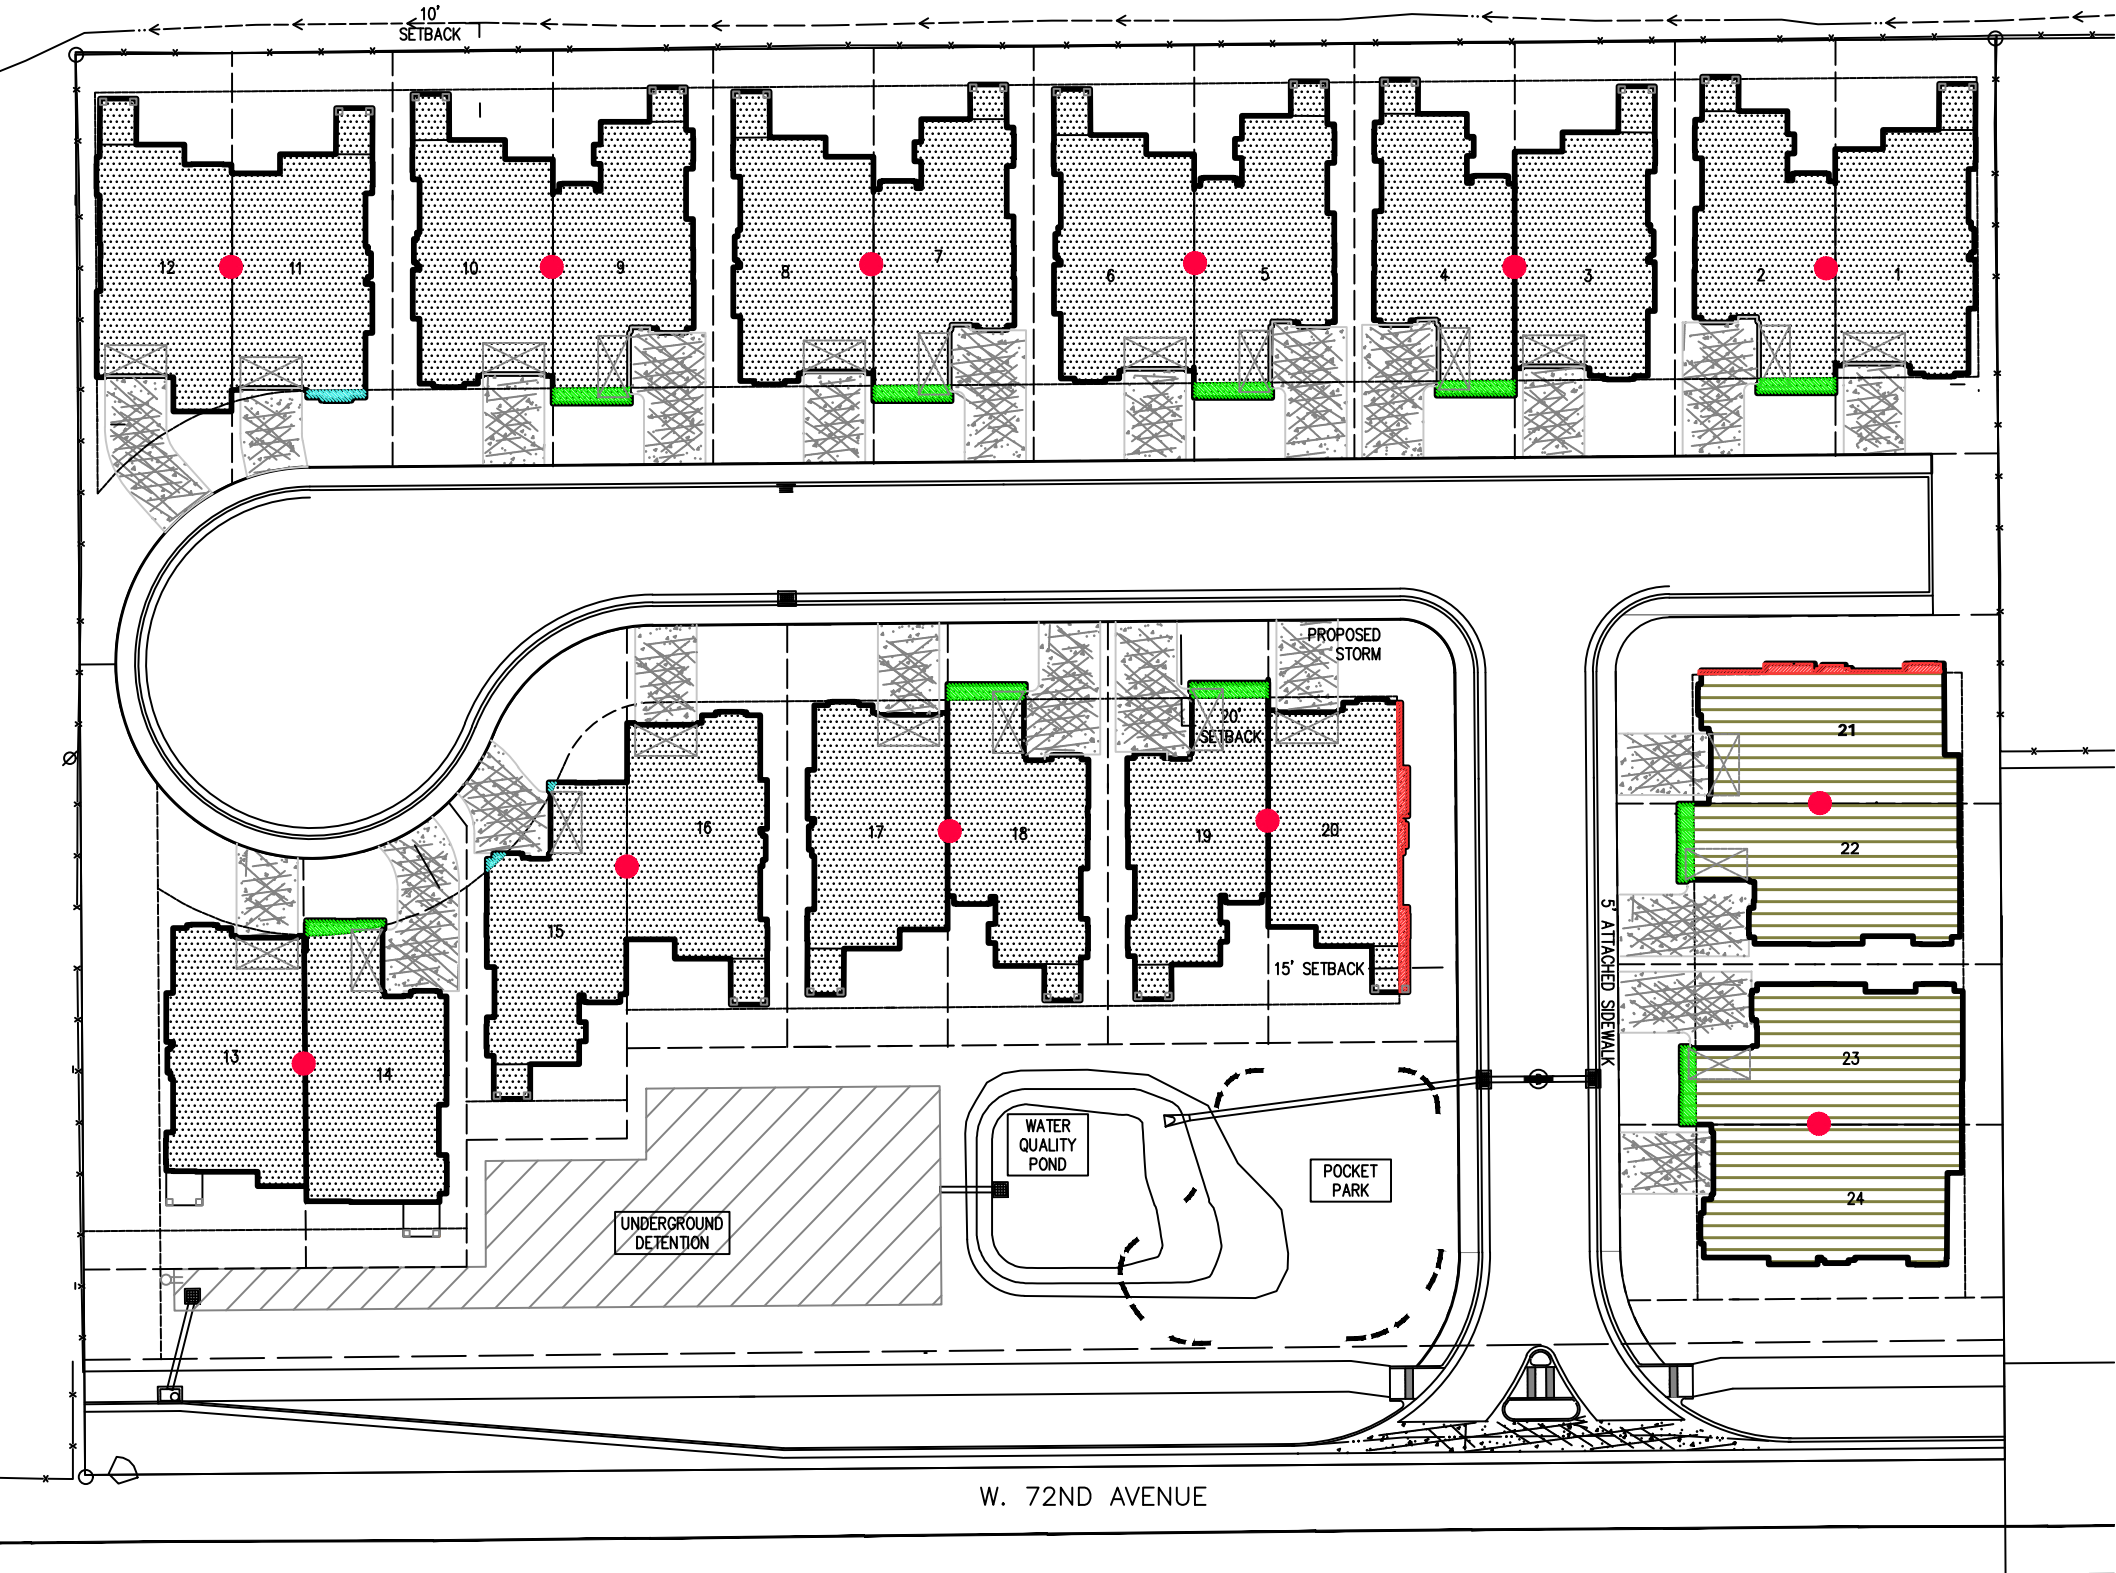 10'
SETBACK
12
11
10
9
8
7
6
5
4
3
2
1
PROPOSED
STORM
20'
SETBACK
21
22
16
17
18
19
20
15
15' SETBACK
5' ATTACHED SIDEWALK
13
14
23
24
WATER
QUALITY
POND
POCKET
PARK
UNDERGROUND
DETENTION
W. 72ND AVENUE